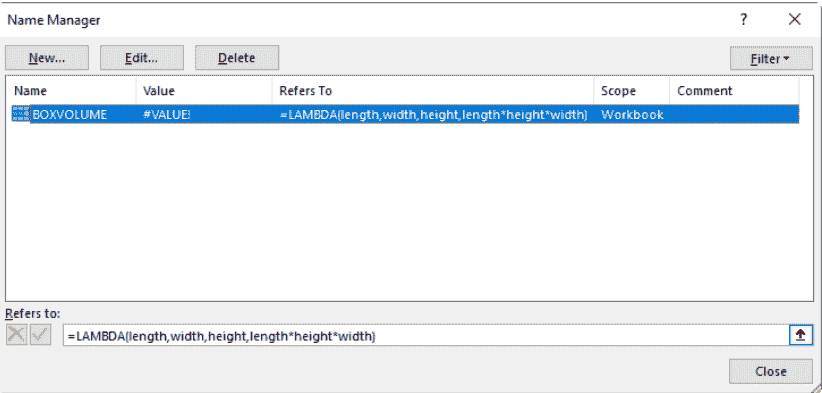 Name Manager ? ×
New... Edit... Delete Filter
Name Value Refers To Scope Comment
BOXVOLUME #VALUE! =LAMBDA(length,width,height,length*height*width) Workbook
Refers to:
=LAMBDA(length,width,height,length*height*width)
Close